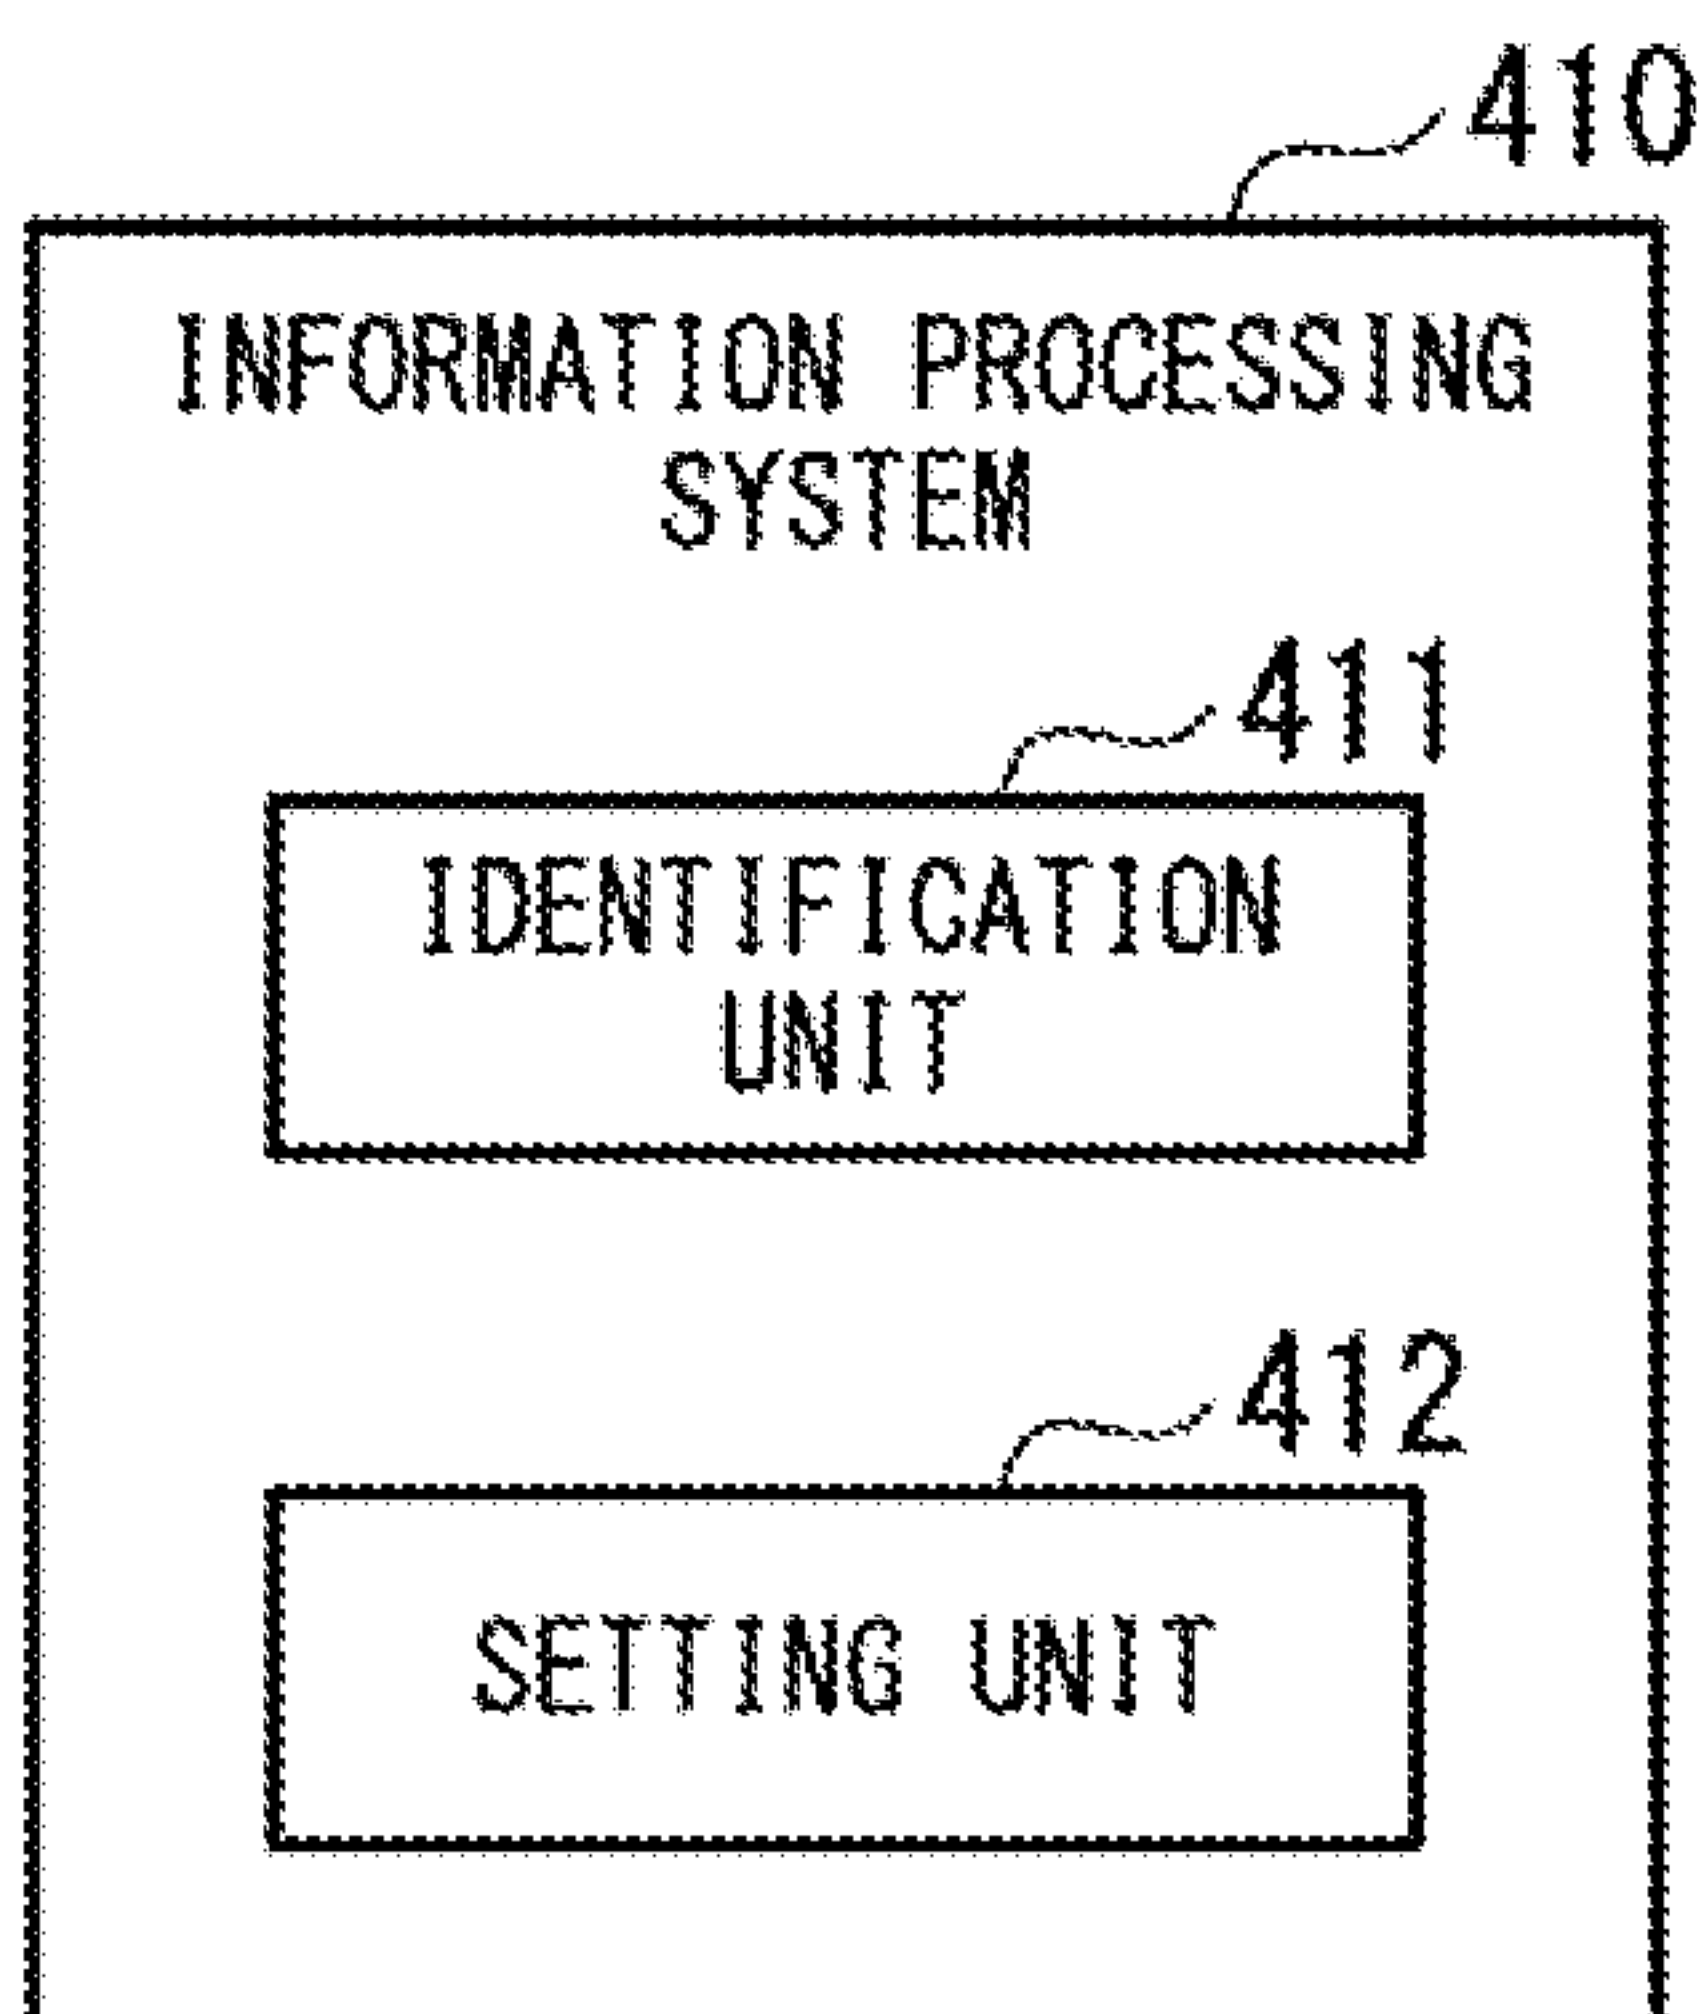 410
INFORMATION PROCESSING
SYSTEM
411
IDENTIFICATION
UNIT
412
SETTING UNIT